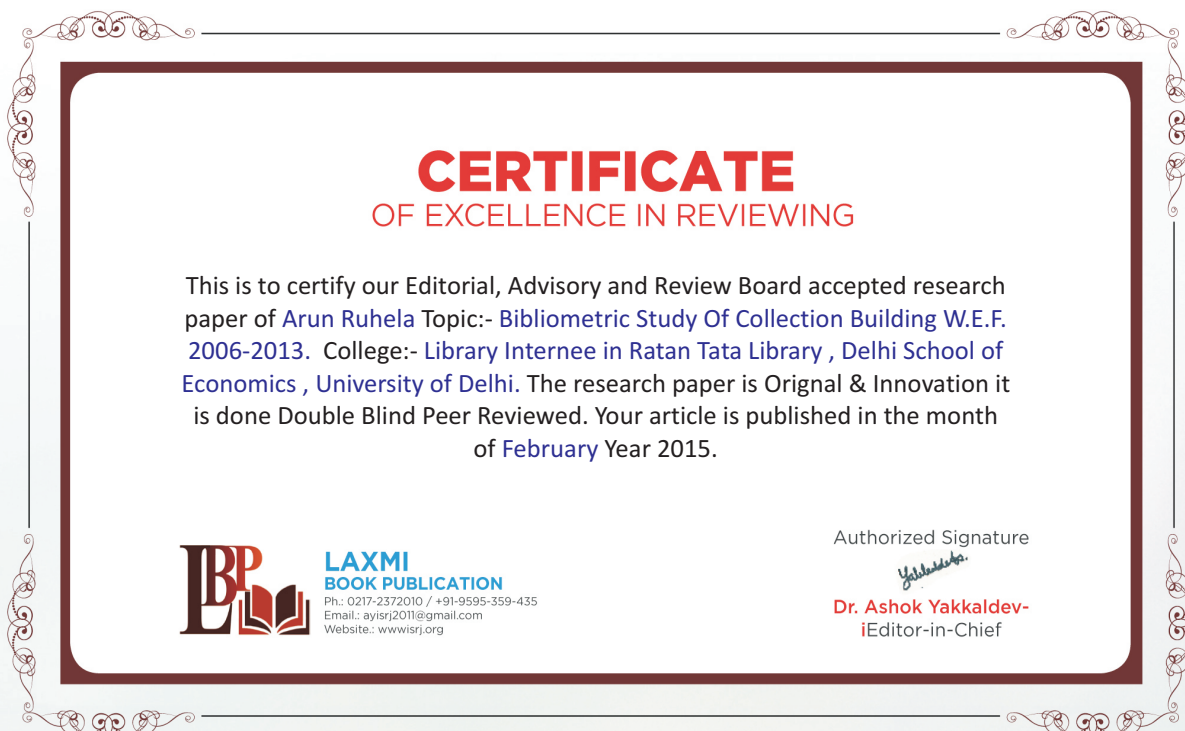 CERTIFICATE
OF EXCELLENCE IN REVIEWING
This is to certify our Editorial, Advisory and Review Board accepted research
paper of Arun Ruhela Topic:- Bibliometric Study Of Collection Building W.E.F.
2006-2013. College:- Library Internee in Ratan Tata Library , Delhi School of
Economics , University of Delhi. The research paper is Orignal & Innovation it
is done Double Blind Peer Reviewed. Your article is published in the month
of February Year 2015.
LBP
LAXMI
BOOK PUBLICATION
Ph.: 0217-2372010 / +91-9595-359-435
Email.: ayisrj2011@gmail.com
Website.: wwwisrj.org
Authorized Signature
Dr. Ashok Yakkaldev-
iEditor-in-Chief